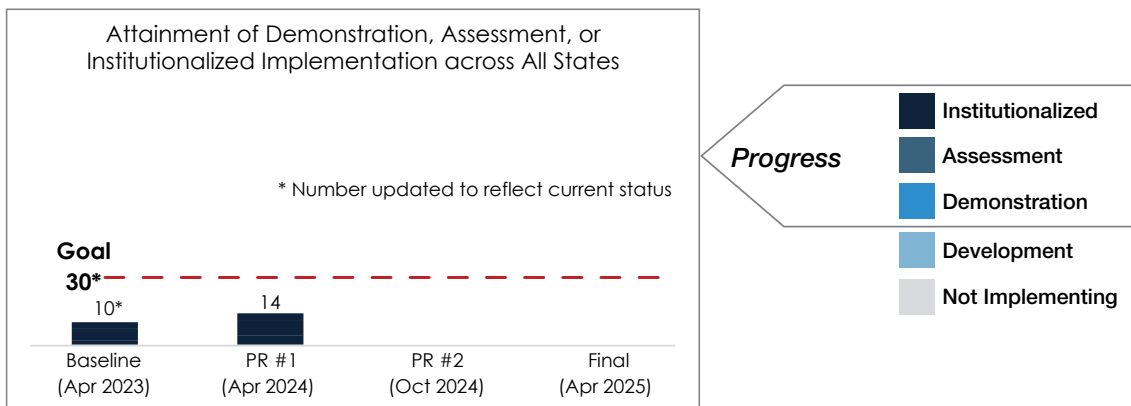 Attainment of Demonstration, Assessment, or
Institutionalized Implementation across All States
* Number updated to reflect current status
Goal
30*
10*
14
Baseline
(Apr 2023)
PR #1
(Apr 2024)
PR #2
(Oct 2024)
Final
(Apr 2025)
Progress
Institutionalized
Assessment
Demonstration
Development
Not Implementing